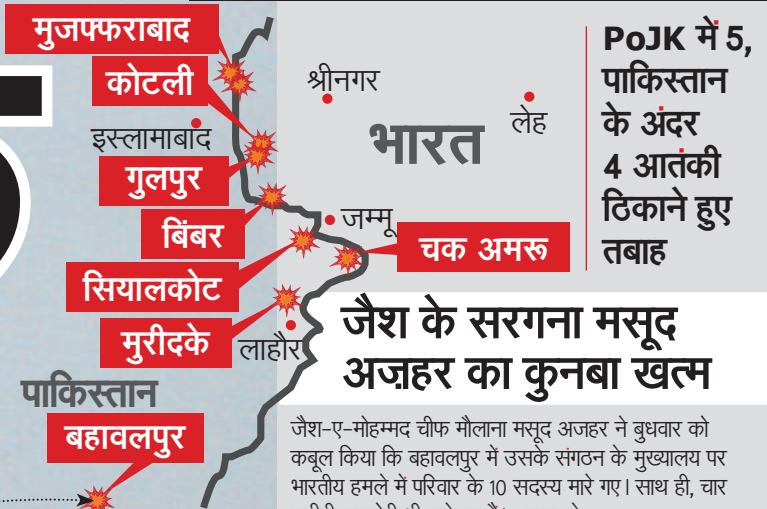 मुजफ्फराबाद
कोटली
इस्लामाबाद
गुलपुर
बिंबर
सियालकोट
मुरीदके
पाकिस्तान
बहावलपुर
श्रीनगर
लेह
भारत
जम्मू
चक अमरू
लाहौर
PoJK में 5,
पाकिस्तान
के अंदर
4 आतंकी
ठिकाने हुए
तबाह
जैश के सरगना मसूद
अज़हर का कुनबा खत्म
जैश-ए-मोहम्मद चीफ मौलाना मसूद अजहर ने बुधवार को
कबूल किया कि बहावलपुर में उसके संगठन के मुख्यालय पर
भारतीय हमले में परिवार के 10 सदस्य मारे गए। साथ ही, चार